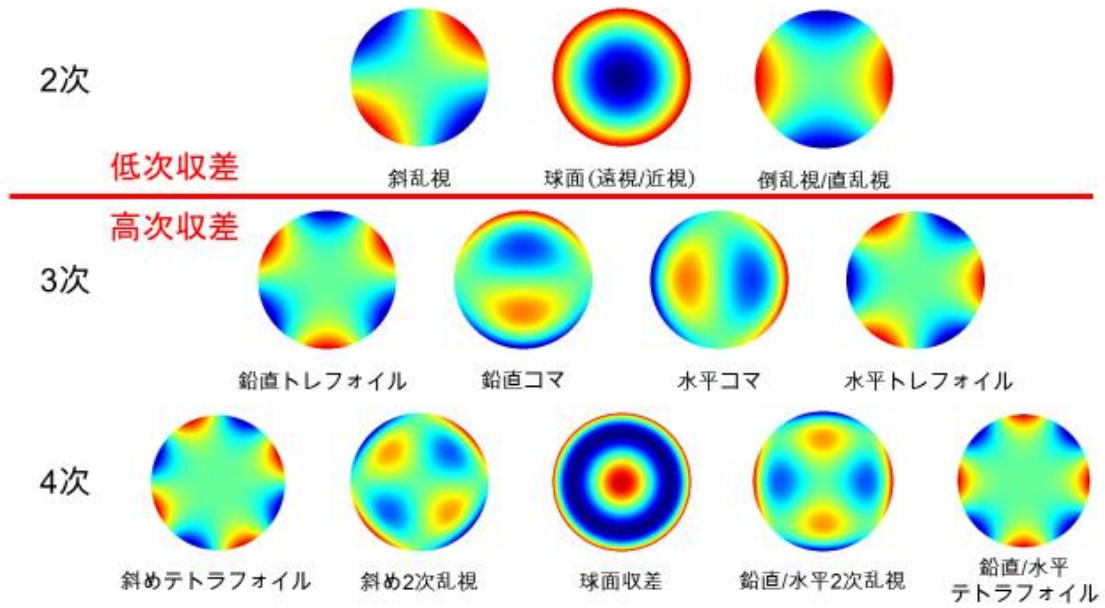 2次
斜乱視
球面(遠視/近視)
倒乱視/直乱視
低次収差
高次収差
3次
鉛直トレフォイル
鉛直コマ
水平コマ
水平トレフォイル
4次
斜めテトラフォイル
斜め2次乱視
球面収差
鉛直/水平2次乱視
鉛直/水平
テトラフォイル